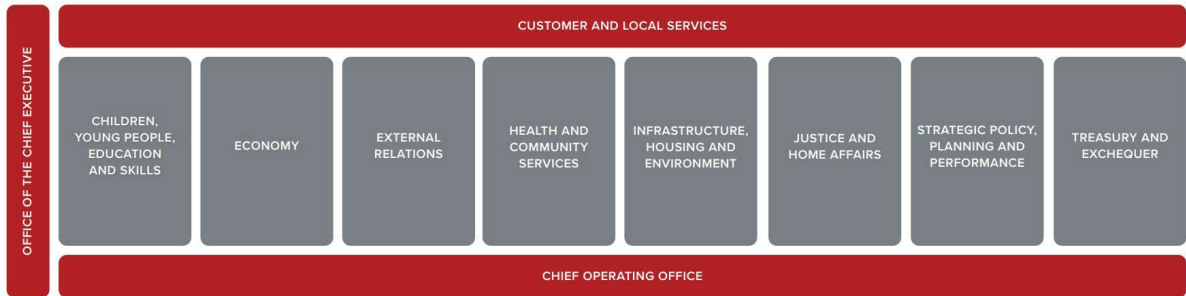 OFFICE OF THE CHIEF EXECUTIVE
CUSTOMER AND LOCAL SERVICES
CHILDREN,
YOUNG PEOPLE,
EDUCATION
AND SKILLS
ECONOMY
EXTERNAL
RELATIONS
HEALTH AND
COMMUNITY
SERVICES
INFRASTRUCTURE,
HOUSING AND
ENVIRONMENT
JUSTICE AND
HOME AFFAIRS
STRATEGIC POLICY,
PLANNING AND
PERFORMANCE
TREASURY AND
EXCHEQUER
CHIEF OPERATING OFFICE